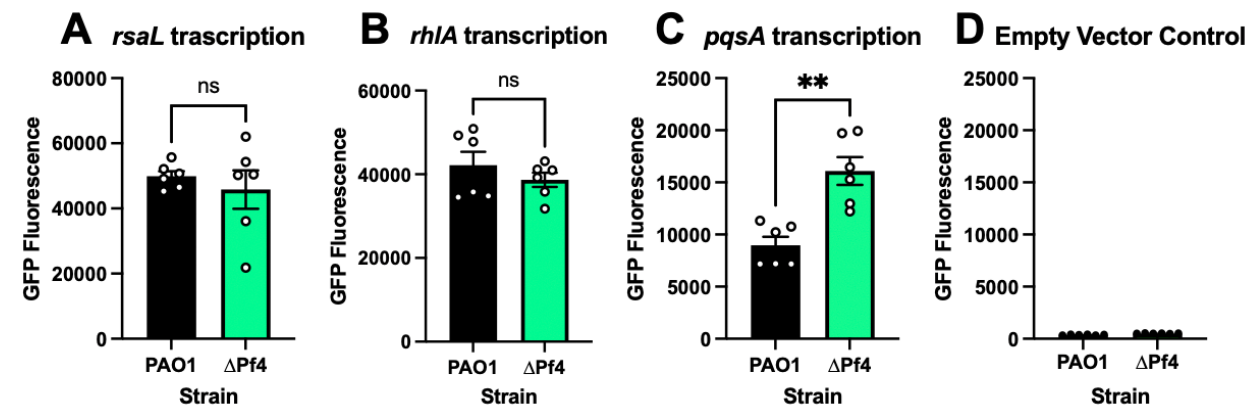 A rsaL trascription
80000
60000
40000
20000
0
GFP Fluorescence
ns
PAO1 ΔPf4
Strain
B rhlA transcription
60000
40000
20000
0
GFP Fluorescence
ns
PAO1 ΔPf4
Strain
C pqsA transcription
25000
20000
15000
10000
5000
0
GFP Fluorescence
**
PAO1 ΔPf4
Strain
D Empty Vector Control
25000
20000
15000
10000
5000
0
GFP Fluorescence
PAO1 ΔPf4
Strain